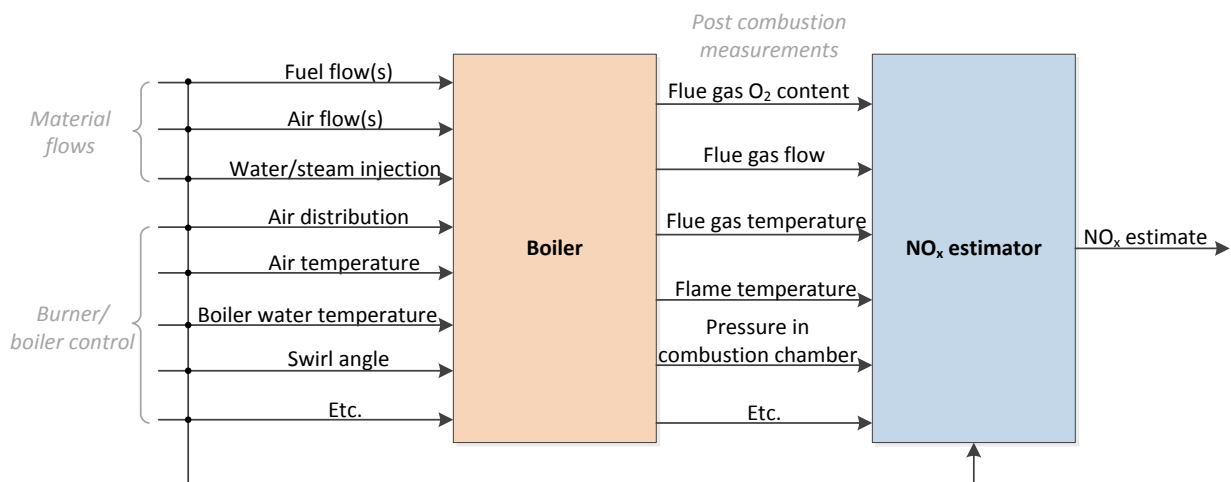 Post combustion
measurements
Material
flows
Fuel flow(s)
Air flow(s)
Water/steam injection
Burner/
boiler control
Air distribution
Air temperature
Boiler water temperature
Swirl angle
Etc.
Boiler
Flue gas O₂ content
Flue gas flow
Flue gas temperature
Flame temperature
Pressure in
combustion chamber
Etc.
NOₓ estimator
NOₓ estimate